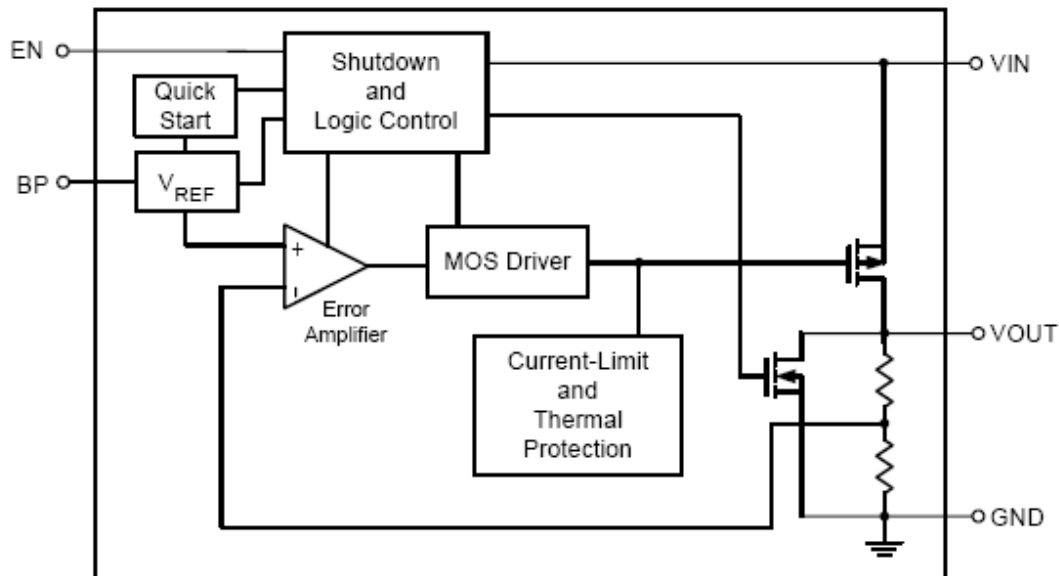 EN
Shutdown
and
Logic Control
VIN
Quick
Start
BP
VREF
+
-
MOS Driver
Error
Amplifier
VOUT
Current-Limit
and
Thermal
Protection
GND